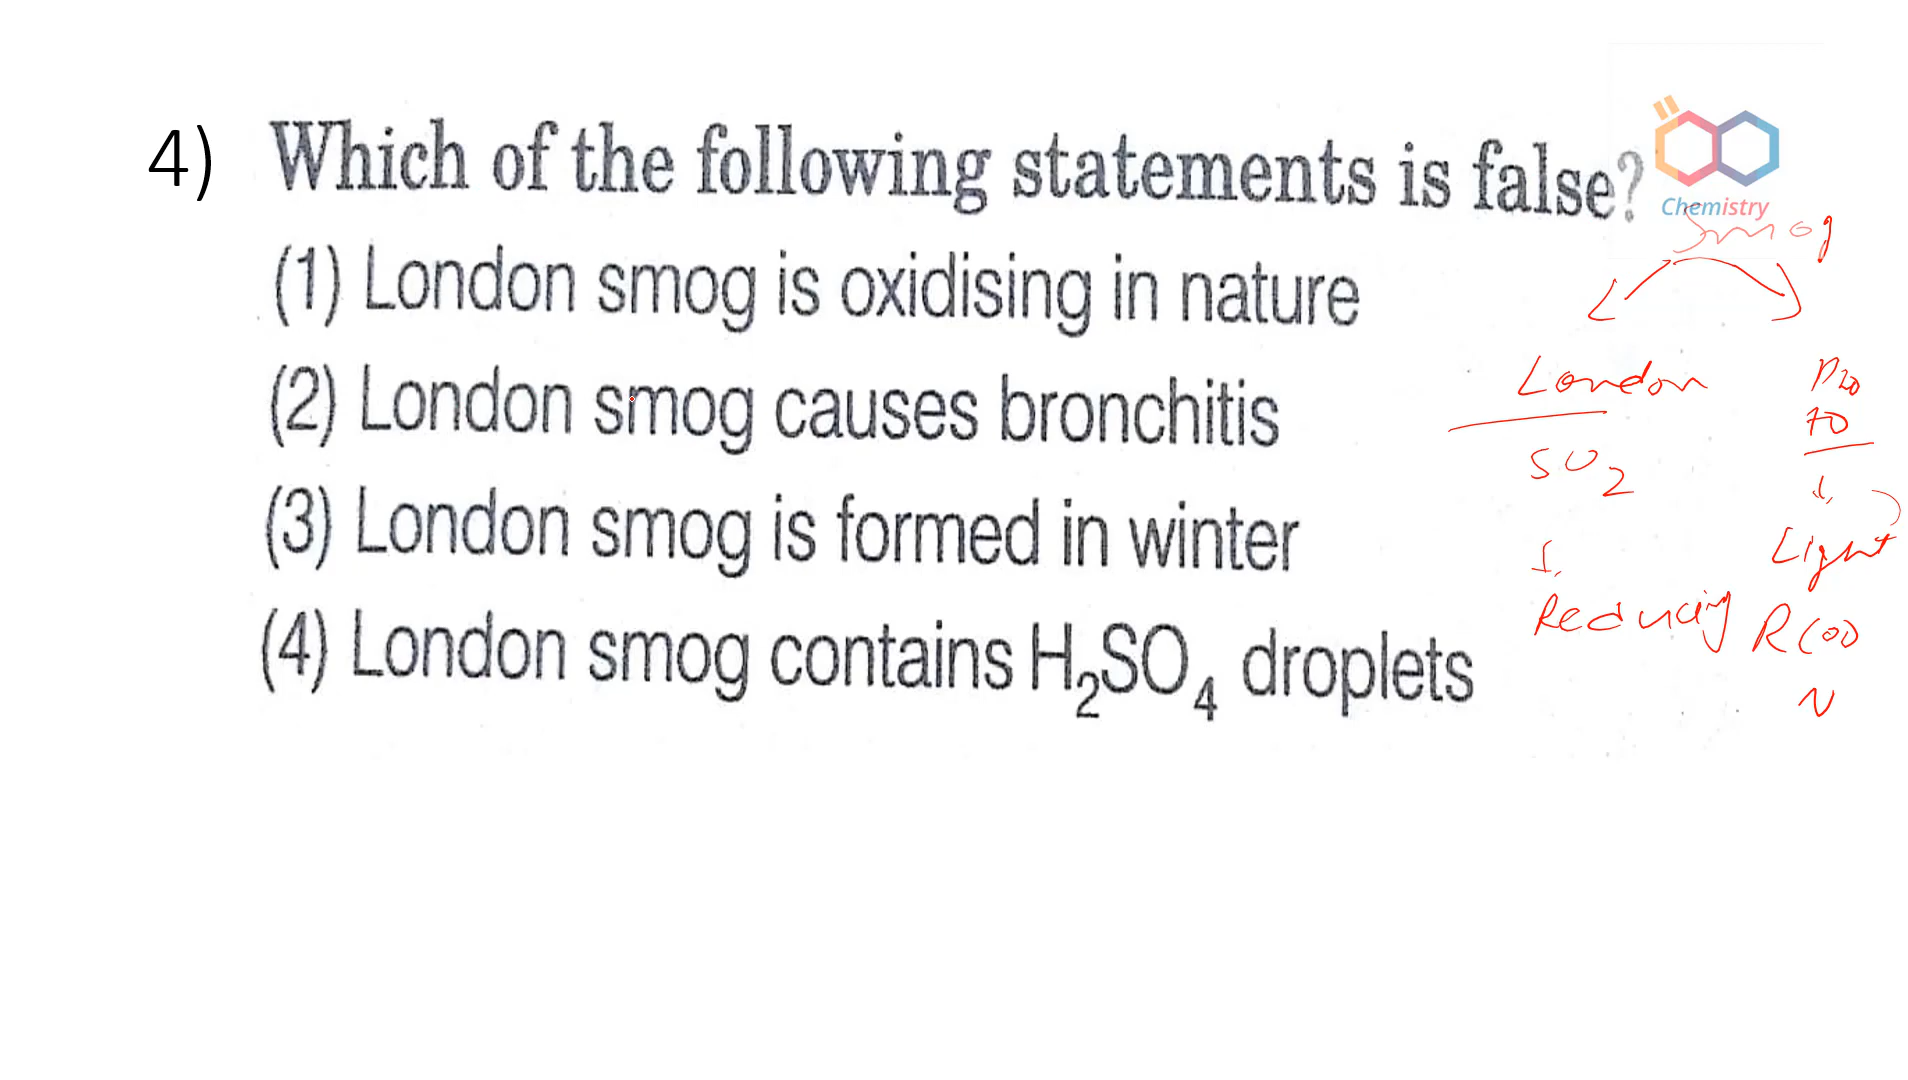 4) Which of the following statements is false?
Chemistry
(1) London smog is oxidising in nature
(2) London smog causes bronchitis
(3) London smog is formed in winter
(4) London smog contains H₂SO₄ droplets
Smog
London
SO₂
Reducing
Light
N